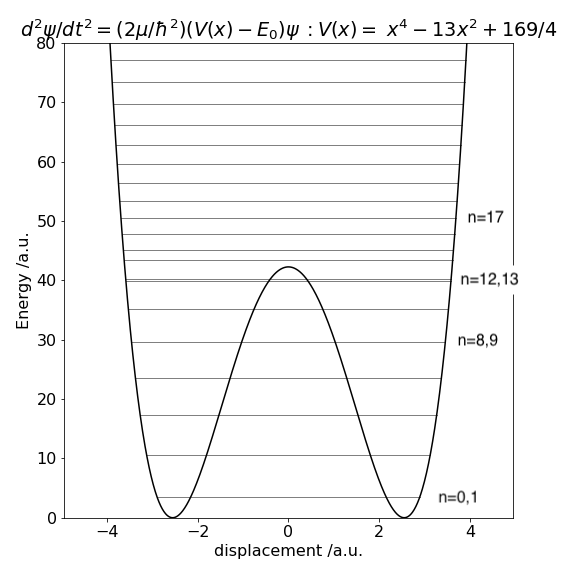 d²ψ/dt² = (2μ/ħ²)(V(x) − E₀)ψ : V(x) = x⁴ − 13x² + 169/4
80
70
60
50
40
30
20
10
0
Energy /a.u.
n=17
n=12,13
n=8,9
n=0,1
−4 −2 0 2 4
displacement /a.u.